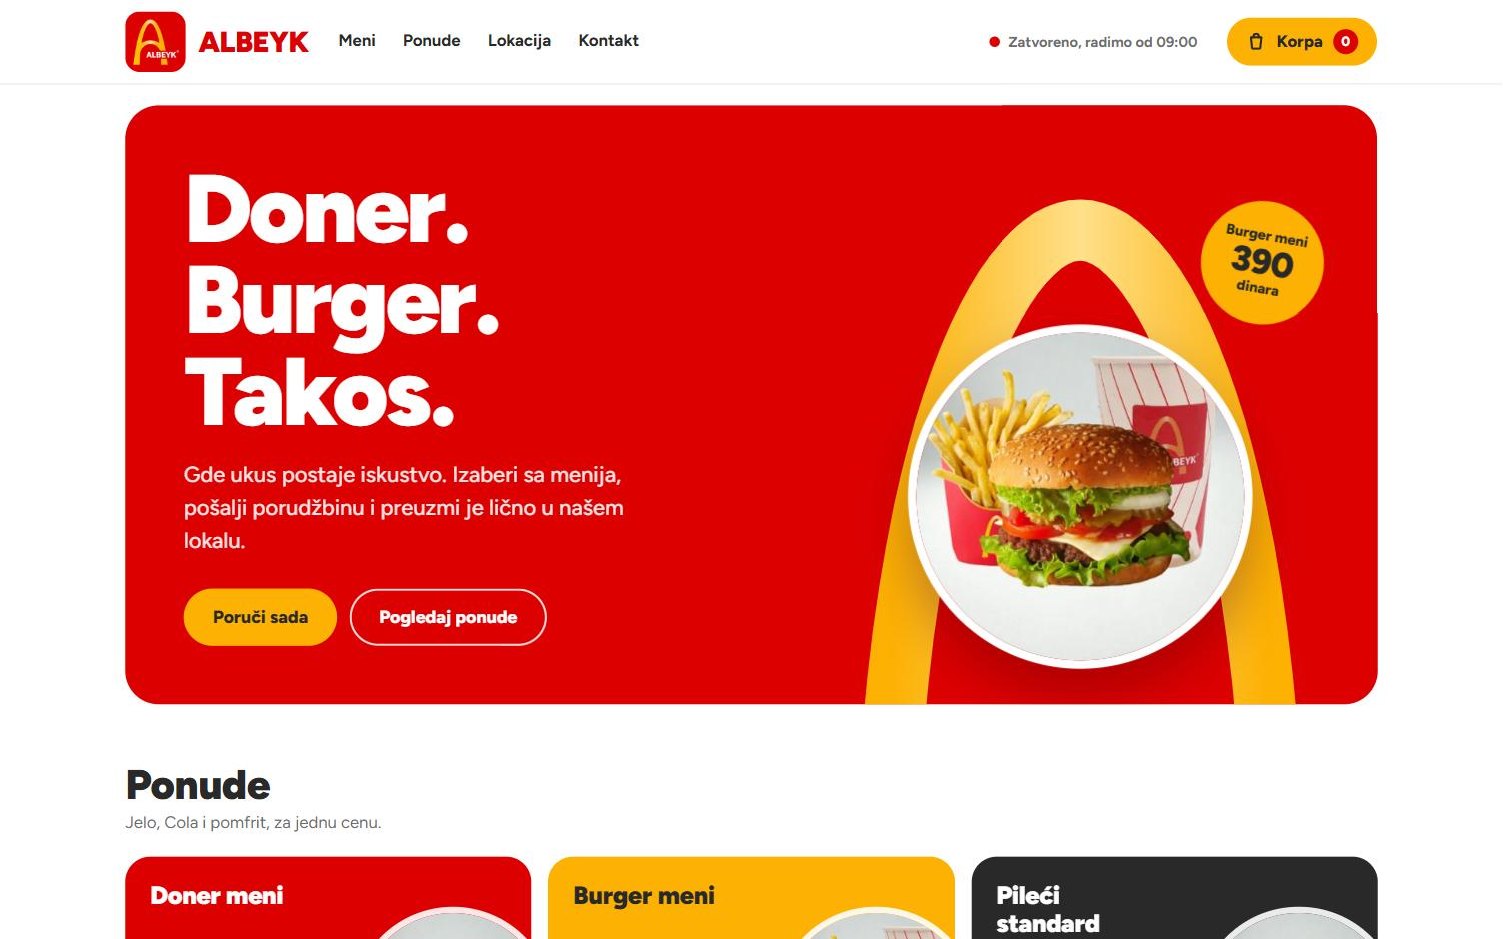 ALBEYK
ALBEYK
Meni
Ponude
Lokacija
Kontakt
Zatvoreno, radimo od 09:00
Korpa
0
Doner.
Burger.
Takos.
Gde ukus postaje iskustvo. Izaberi sa menija,
pošalji porudžbinu i preuzmi je lično u našem
lokalu.
Poruči sada
Pogledaj ponude
Burger meni
390
dinara
BEYK
Ponude
Jelo, Cola i pomfrit, za jednu cenu.
Doner meni
Burger meni
Pileći
standard